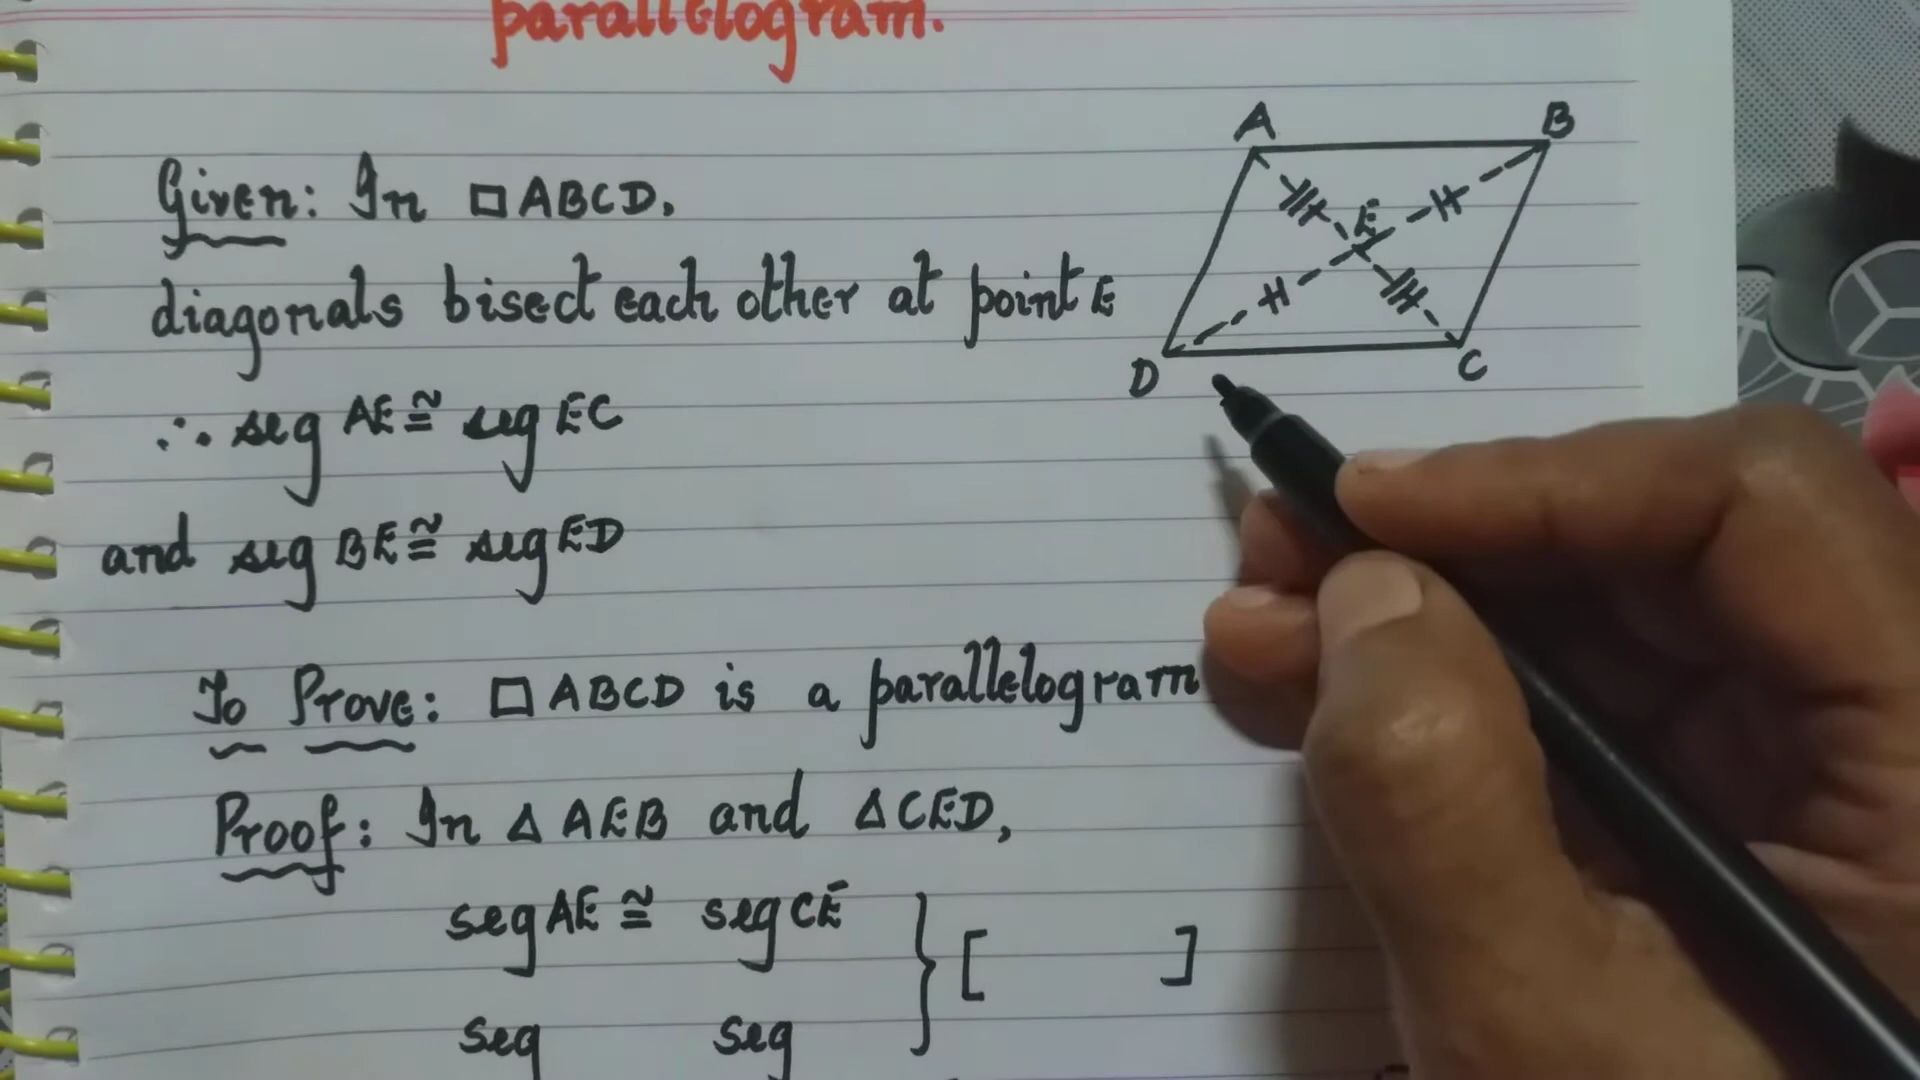 parallelogram.
Given: In □ABCD,
diagonals bisect each other at point E
∴ seg AE ≅ seg EC
and seg BE ≅ seg ED
To Prove: □ABCD is a parallelogram
Proof: In △AEB and △CED,
seg AE ≅ seg CE } [ ]
seg seg
A
B
E
D
C